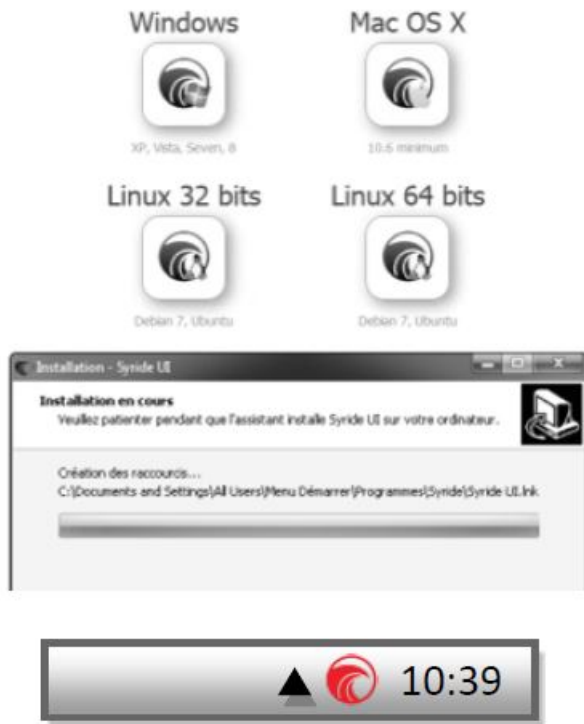 Windows
Mac OS X
XP, Vista, Seven, 8
10.6 minimum
Linux 32 bits
Linux 64 bits
Debian 7, Ubuntu
Debian 7, Ubuntu
Installation - Syride UI
Installation en cours
Veuillez patienter pendant que l'assistant installe Syride UI sur votre ordinateur.
Création des raccourcis...
C:\Documents and Settings\All Users\Menu Démarrer\Programmes\Syride\Syride UI.lnk
10:39